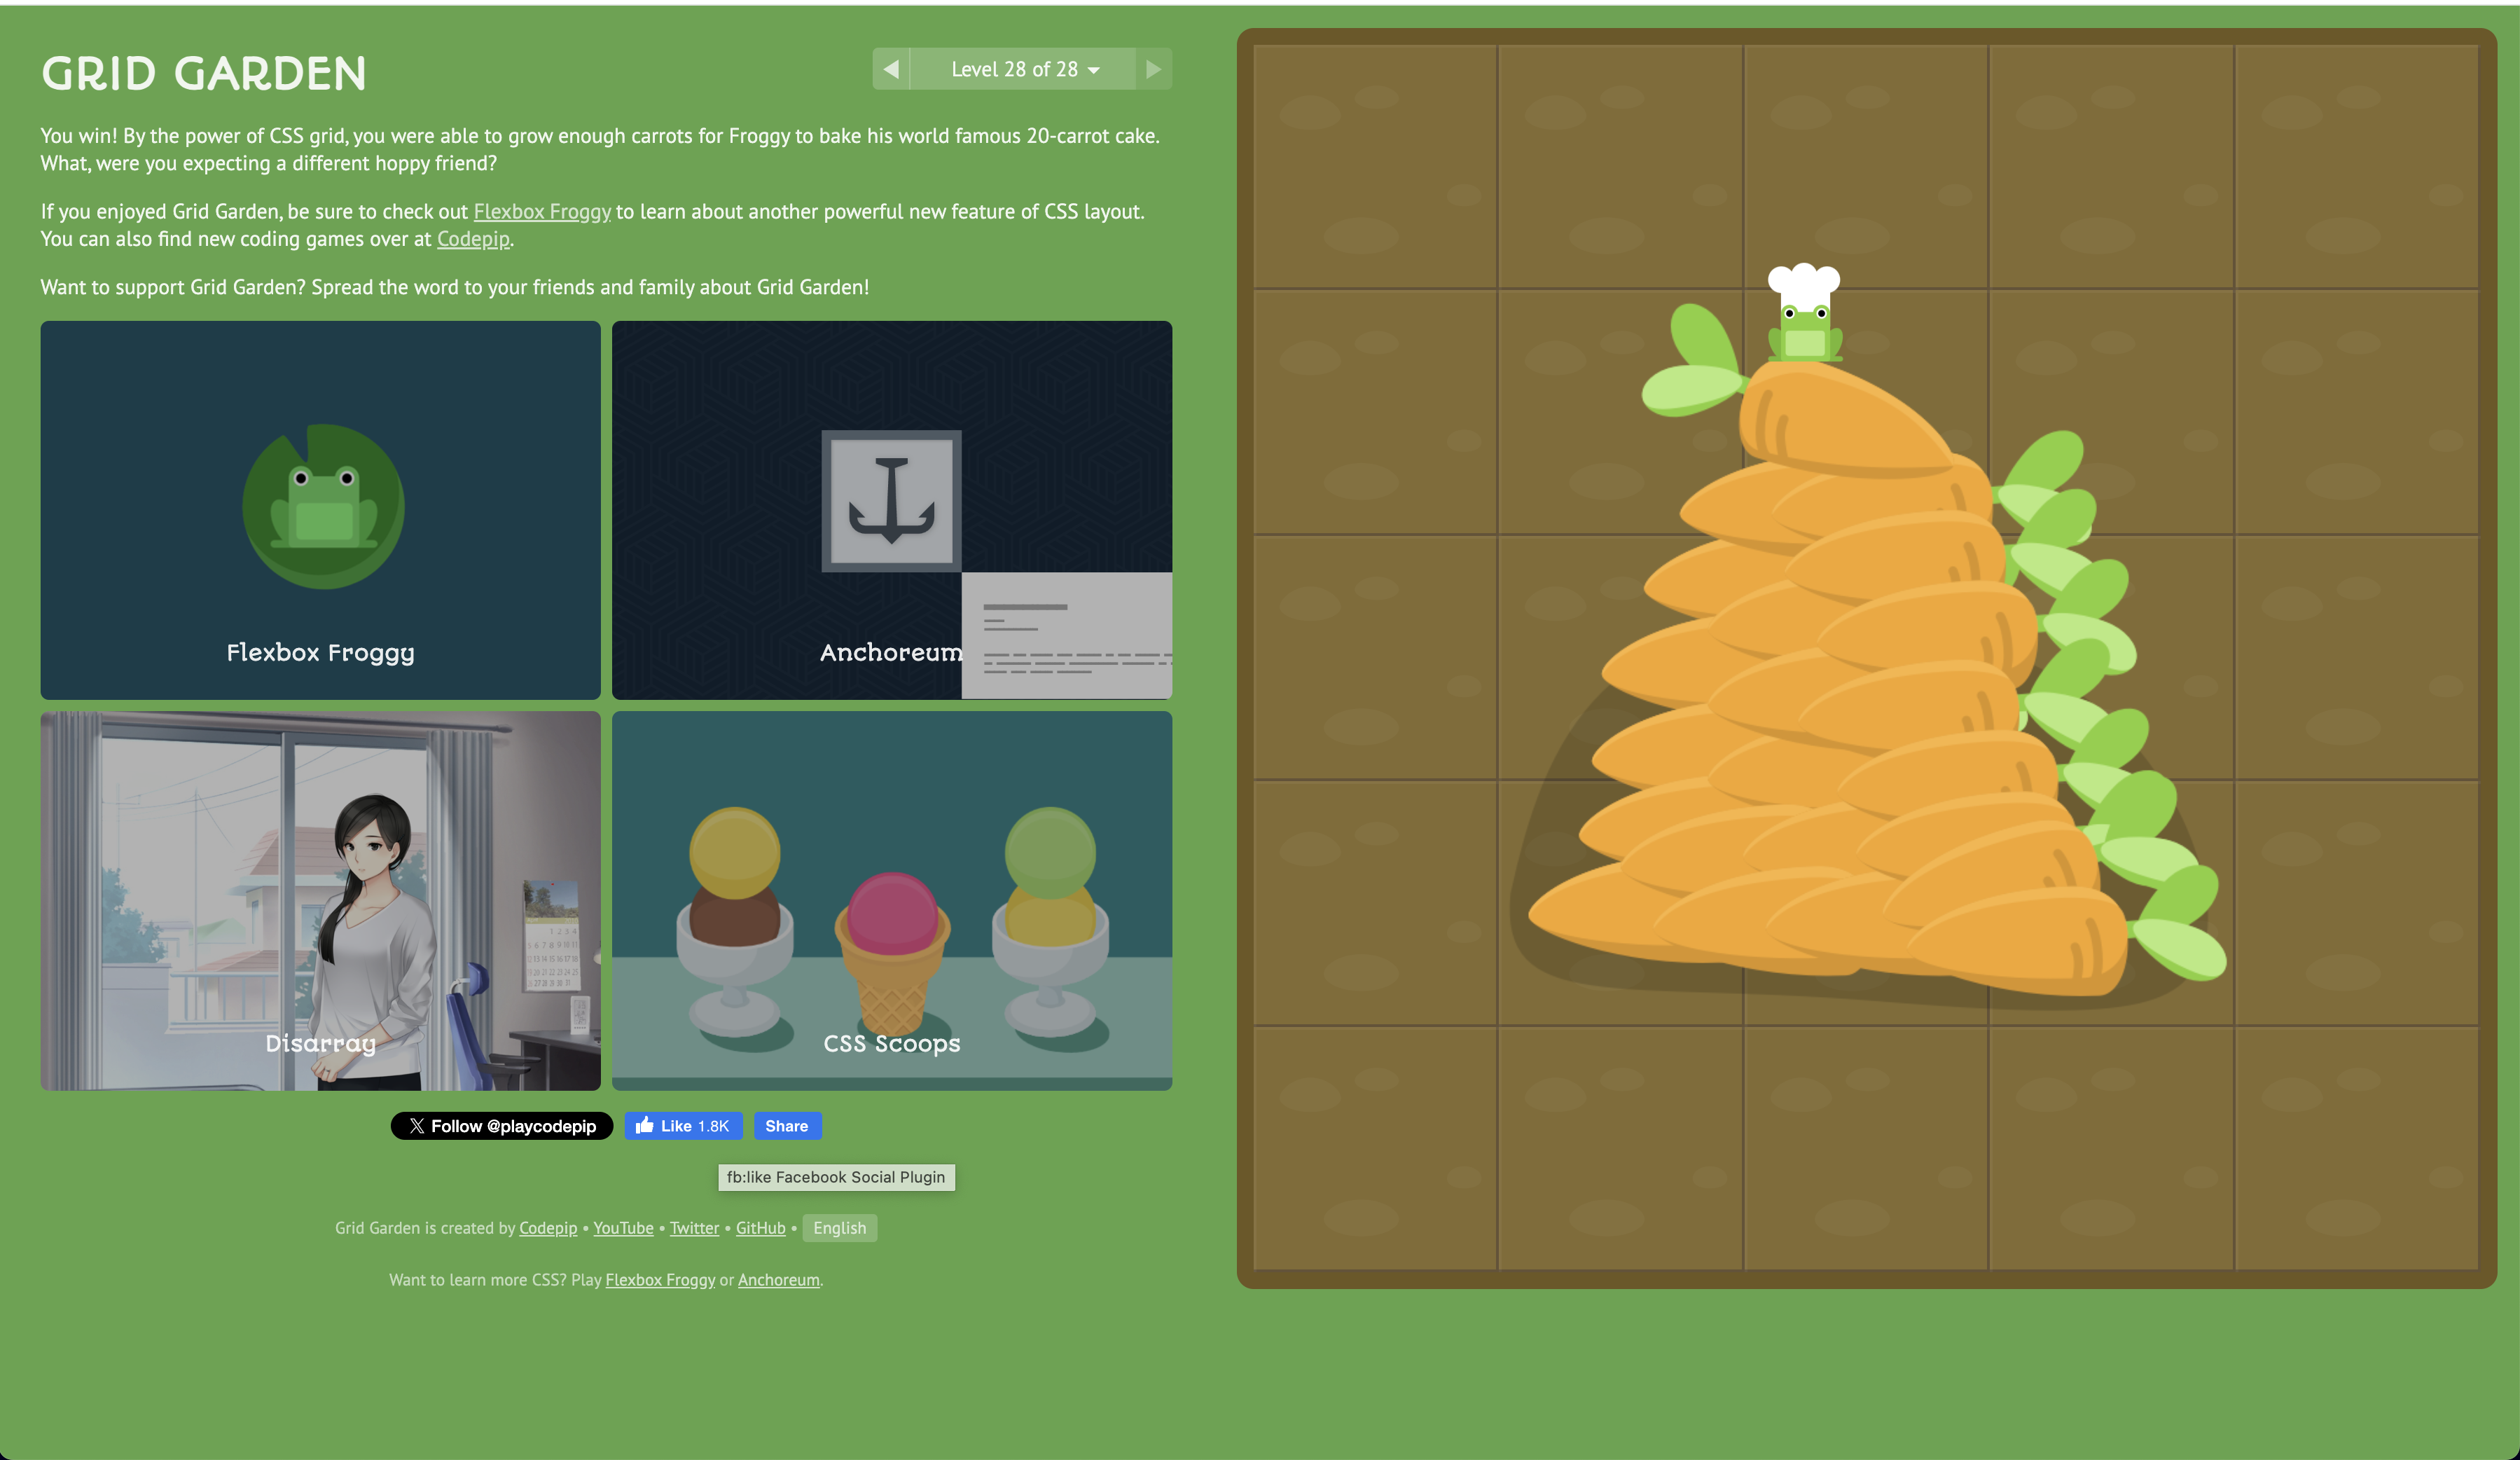 GRID GARDEN
Level 28 of 28
You win! By the power of CSS grid, you were able to grow enough carrots for Froggy to bake his world famous 20-carrot cake.
What, were you expecting a different hoppy friend?
If you enjoyed Grid Garden, be sure to check out Flexbox Froggy to learn about another powerful new feature of CSS layout.
You can also find new coding games over at Codepip.
Want to support Grid Garden? Spread the word to your friends and family about Grid Garden!
Flexbox Froggy
Anchoreum
Disarray
CSS Scoops
X Follow @playcodepip
Like 1.8K
Share
fb:like Facebook Social Plugin
Grid Garden is created by Codepip • YouTube • Twitter • GitHub • English
Want to learn more CSS? Play Flexbox Froggy or Anchoreum.